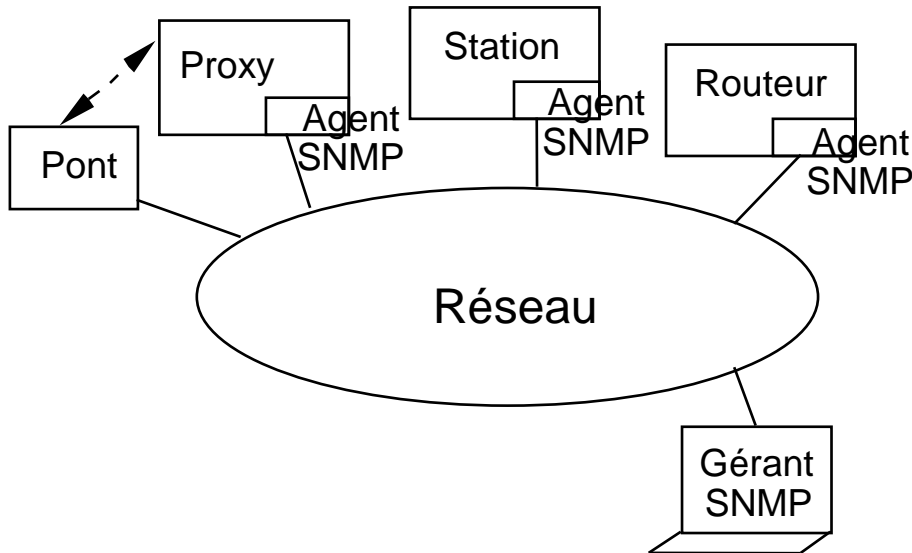 Proxy
Agent
SNMP
Station
Agent
SNMP
Routeur
Agent
SNMP
Pont
Réseau
Gérant
SNMP